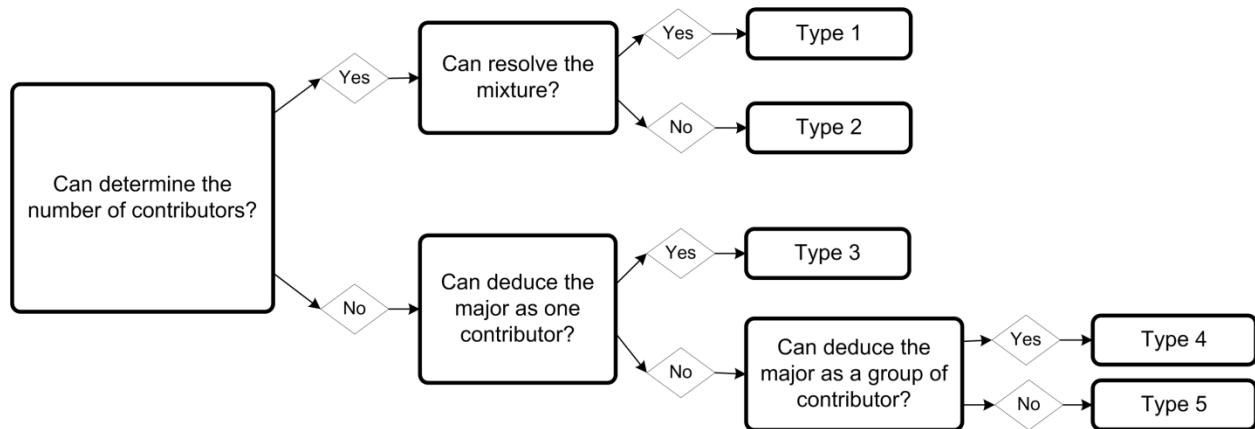 Can determine the
number of contributors?
Yes
Can resolve the
mixture?
Yes
Type 1
No
Type 2
No
Can deduce the
major as one
contributor?
Yes
Type 3
No
Can deduce the
major as a group of
contributor?
Yes
Type 4
No
Type 5